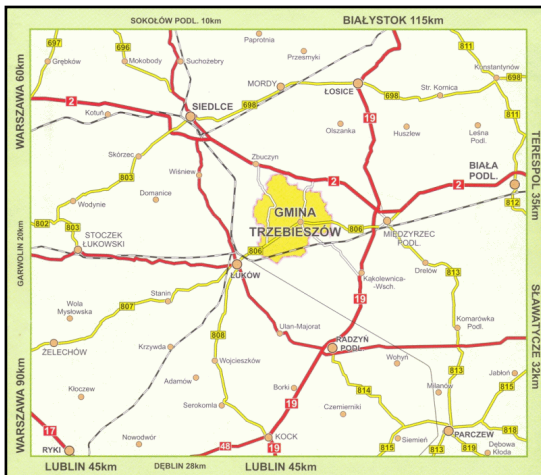 SOKOŁÓW PODL. 10km
BIAŁYSTOK 115km
WARSZAWA 60km
GARWOLIN 20km
WARSZAWA 90km
TERESPOL 35km
SŁAWATYCZE 32km
LUBLIN 45km
DĘBLIN 28km
LUBLIN 45km
697
696
Paprotnia
811
Grębków
Mokobody
Suchożebry
Przesmyki
Konstantynów
MORDY
ŁOSICE
698
698
698
Str. Kornica
2
Kotuń
SIEDLCE
698
19
811
Olszanka
Huszlew
Leśna
Podl.
Skórzec
Zbuczyn
BIAŁA
PODL.
803
Wiśniew
2
2
Domanice
Wodynie
812
802
803
GMINA
TRZEBIESZÓW
806
806
MIĘDZYRZEC
PODL.
STOCZEK
ŁUKOWSKI
ŁUKÓW
Drelów
813
Kąkolewnica
-Wsch.
Stanin
19
Wola
Mysłowska
807
808
Ulan-Majorat
Komarówka
Podl.
ŻELECHÓW
Krzywda
RADZYŃ
PODL.
Wojcieszków
Wohyń
813
Jabłoń
Adamów
Kłoczew
Borki
814
Milanów
815
Serokomla
19
Czemierniki
17
Nowodwór
48
19
KOCK
Siemień
PARCZEW
818
RYKI
815
813
819
Dębowa
Kłoda